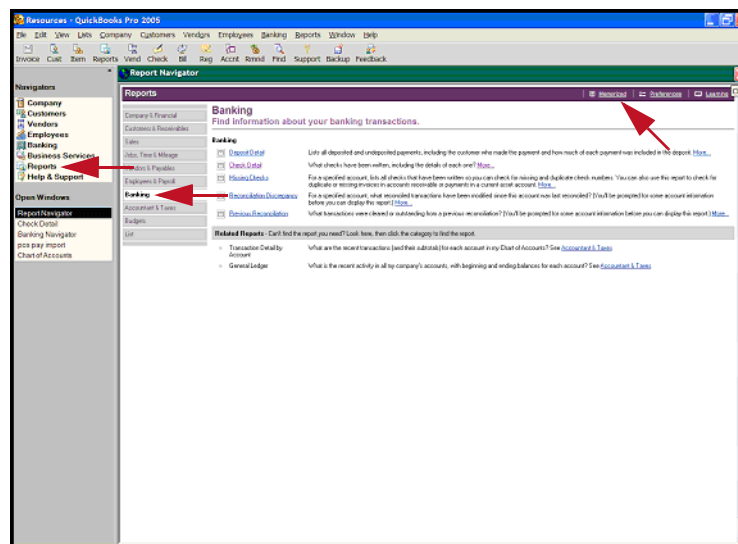 Resources - QuickBooks Pro 2005
File Edit View Lists Company Customers Vendors Employees Banking Reports Window Help
Invoice Cust Item Reports Vend Check Bill Reg Accnt Rmnd Find Support Backup Feedback
Report Navigator
Navigators
Company
Customers
Vendors
Employees
Banking
Business Services
Reports
Help & Support
Open Windows
Report Navigator
Check Detail
Banking Navigator
pos pay import
Chart of Accounts
Reports
Memorized | Preferences | Learning
Company & Financial
Customers & Receivables
Sales
Jobs, Time & Mileage
Vendors & Payables
Employees & Payroll
Banking
Accountant & Taxes
Budgets
List
Banking
Find information about your banking transactions.
Banking
Deposit Detail Lists all deposited and undeposited payments, including the customer who made the payment and how much of each payment was included in the deposit. More...
Check Detail What checks have been written, including the details of each one? More...
Missing Checks For a specified account, lists all checks that have been written so you can check for missing and duplicate check numbers. You can also use this report to check for
duplicate or missing invoices in accounts receivable or payments in a current asset account. More...
Reconciliation Discrepancy For a specified account, what reconciled transactions have been modified since this account was last reconciled? (You'll be prompted for some account information
before you can display this report.) More...
Previous Reconciliation What transactions were cleared or outstanding from a previous reconciliation? (You'll be prompted for some account information before you can display this report.) More...
Related Reports - Can't find the report you need? Look here, then click the category to find the report.
Transaction Detail by What are the recent transactions (and their subtotals) for each account in my Chart of Accounts? See Accountant & Taxes
Account
General Ledger What is the recent activity in all my company's accounts, with beginning and ending balances for each account? See Accountant & Taxes